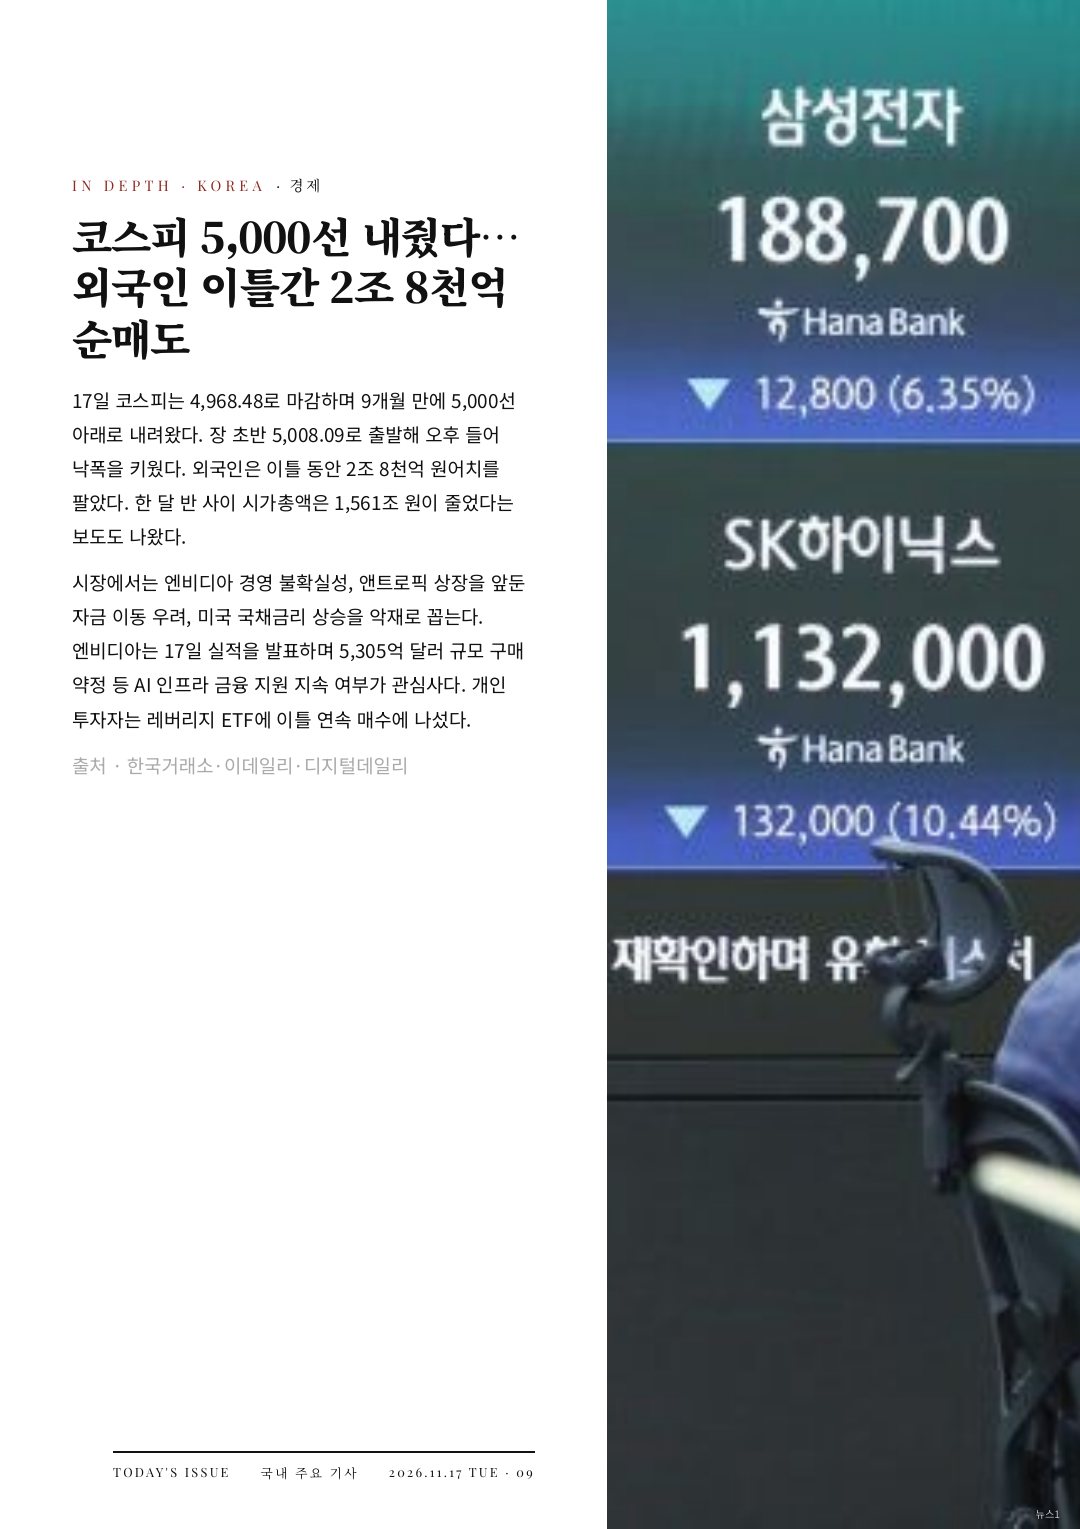 IN DEPTH · KOREA · 경제
코스피 5,000선 내줬다…
외국인 이틀간 2조 8천억
순매도
17일 코스피는 4,968.48로 마감하며 9개월 만에 5,000선
아래로 내려왔다. 장 초반 5,008.09로 출발해 오후 들어
낙폭을 키웠다. 외국인은 이틀 동안 2조 8천억 원어치를
팔았다. 한 달 반 사이 시가총액은 1,561조 원이 줄었다는
보도도 나왔다.
시장에서는 엔비디아 경영 불확실성, 앤트로픽 상장을 앞둔
자금 이동 우려, 미국 국채금리 상승을 악재로 꼽는다.
엔비디아는 17일 실적을 발표하며 5,305억 달러 규모 구매
약정 등 AI 인프라 금융 지원 지속 여부가 관심사다. 개인
투자자는 레버리지 ETF에 이틀 연속 매수에 나섰다.
출처 · 한국거래소·이데일리·디지털데일리
TODAY'S ISSUE 국내 주요 기사 2026.11.17 TUE · 09
삼성전자
188,700
Hana Bank
▼ 12,800 (6.35%)
SK하이닉스
1,132,000
Hana Bank
▼ 132,000 (10.44%)
재확인하며
뉴스1